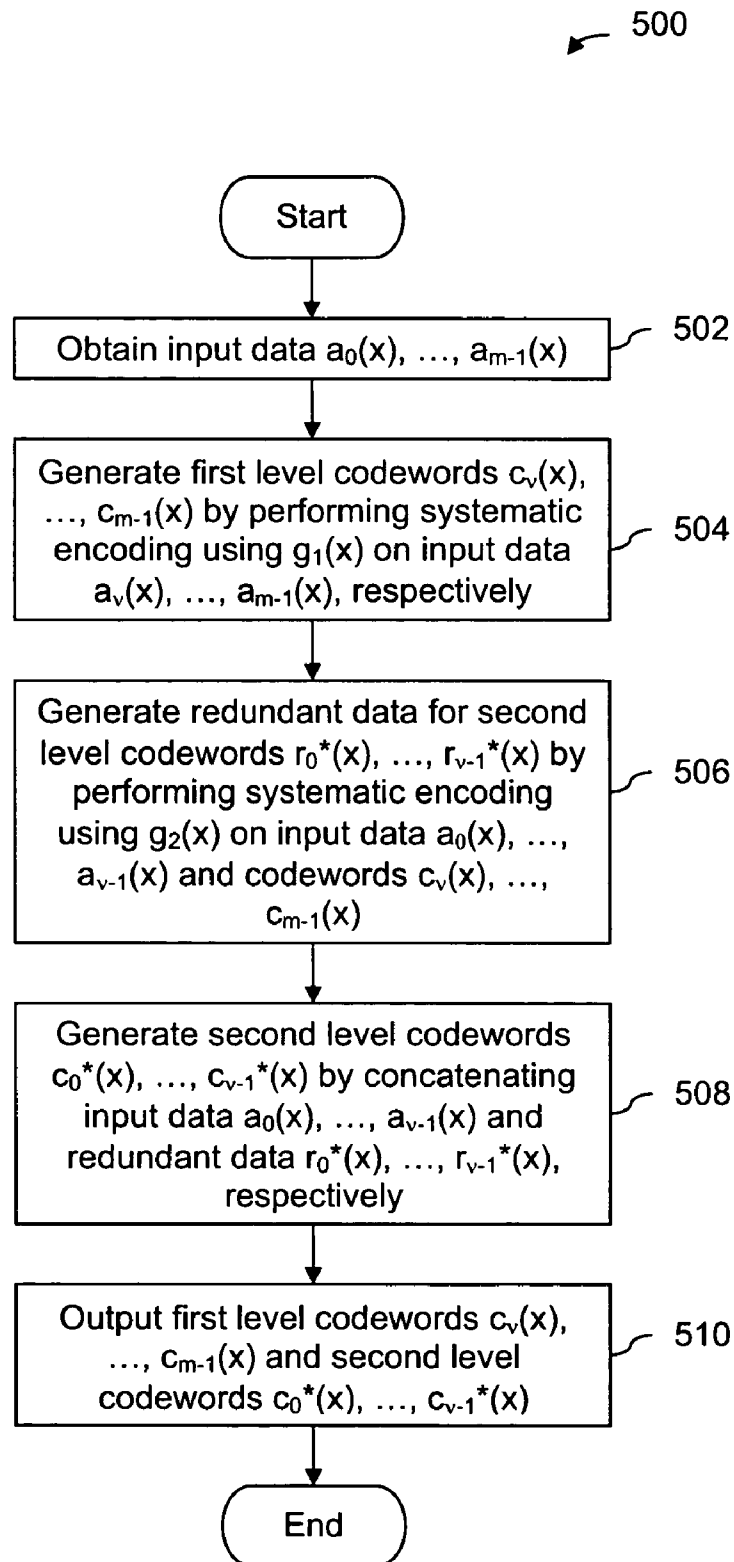 500
Start
Obtain input data a₀(x), ..., aₘ₋₁(x)
502
Generate first level codewords cᵥ(x),
..., cₘ₋₁(x) by performing systematic
encoding using g₁(x) on input data
aᵥ(x), ..., aₘ₋₁(x), respectively
504
Generate redundant data for second
level codewords r₀*(x), ..., rᵥ₋₁*(x) by
performing systematic encoding
using g₂(x) on input data a₀(x), ...,
aᵥ₋₁(x) and codewords cᵥ(x), ...,
cₘ₋₁(x)
506
Generate second level codewords
c₀*(x), ..., cᵥ₋₁*(x) by concatenating
input data a₀(x), ..., aᵥ₋₁(x) and
redundant data r₀*(x), ..., rᵥ₋₁*(x),
respectively
508
Output first level codewords cᵥ(x),
..., cₘ₋₁(x) and second level
codewords c₀*(x), ..., cᵥ₋₁*(x)
510
End